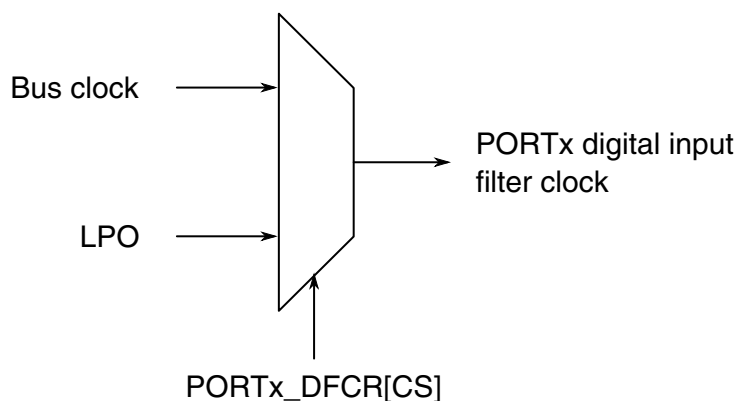 Bus clock
PORTx digital input
filter clock
LPO
PORTx_DFCR[CS]